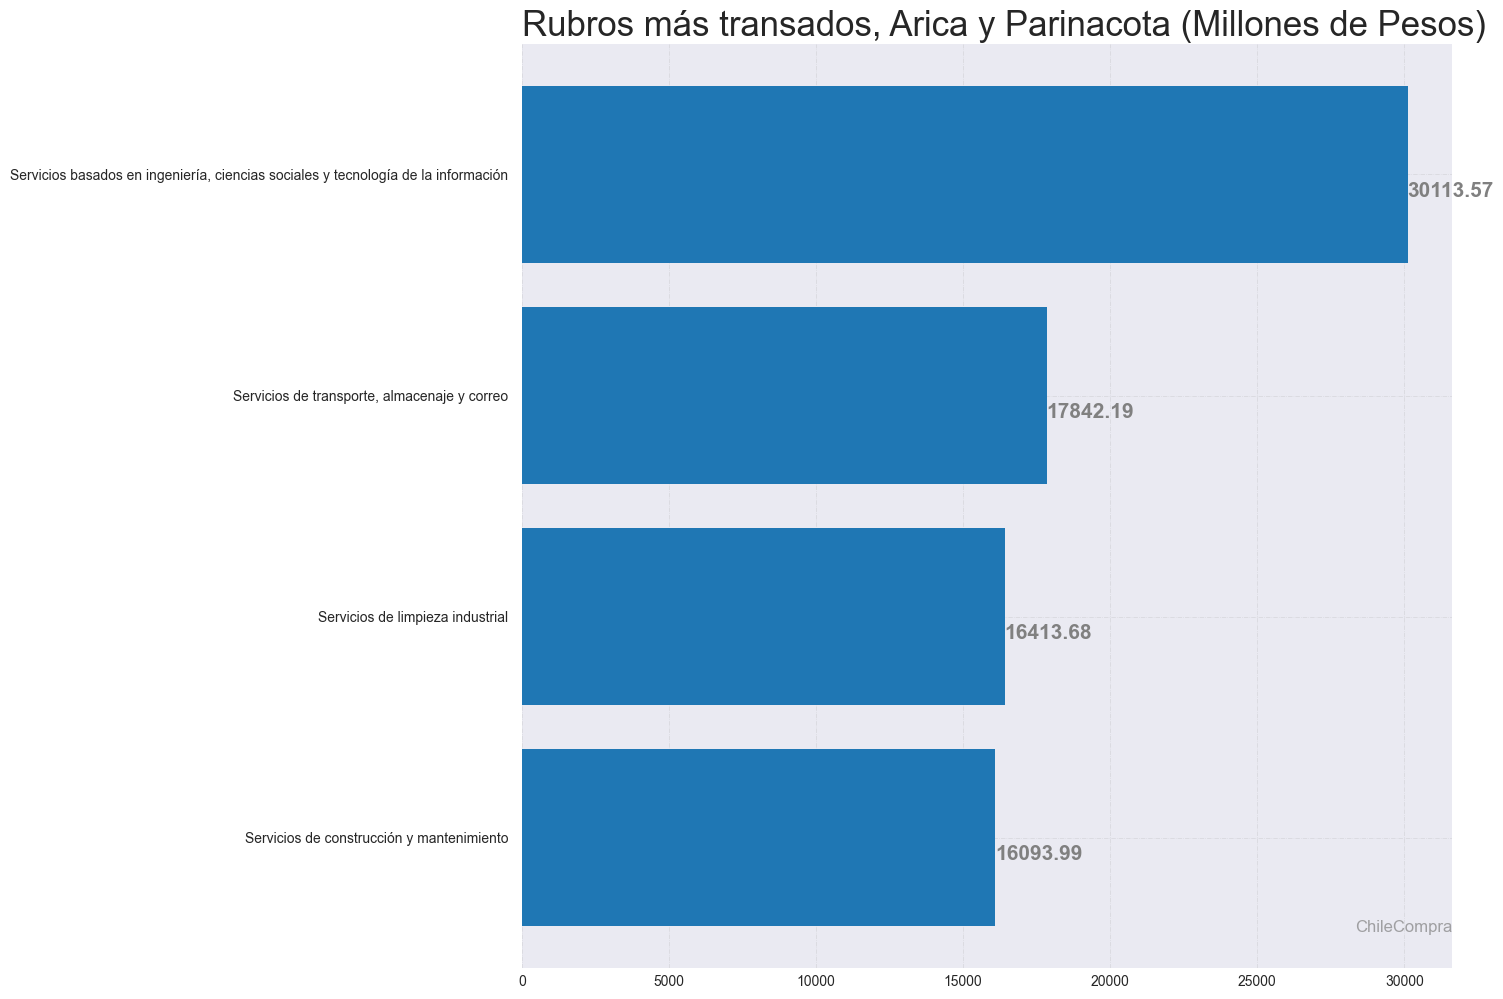 Rubros más transados, Arica y Parinacota (Millones de Pesos)
Servicios basados en ingeniería, ciencias sociales y tecnología de la información
30113.57
Servicios de transporte, almacenaje y correo
17842.19
Servicios de limpieza industrial
16413.68
Servicios de construcción y mantenimiento
16093.99
ChileCompra
0 5000 10000 15000 20000 25000 30000